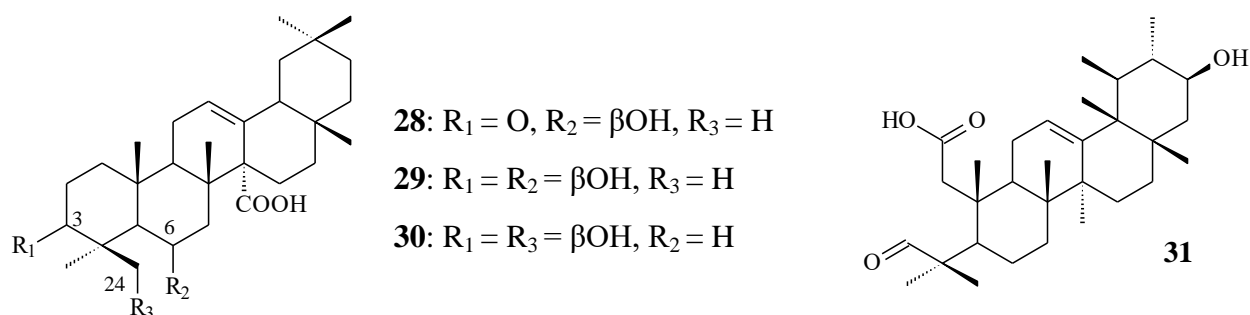 HO
O
O
OH
31
COOH
3
6
24
R₁
R₂
R₃
28: R₁ = O, R₂ = βOH, R₃ = H
29: R₁ = R₂ = βOH, R₃ = H
30: R₁ = R₃ = βOH, R₂ = H